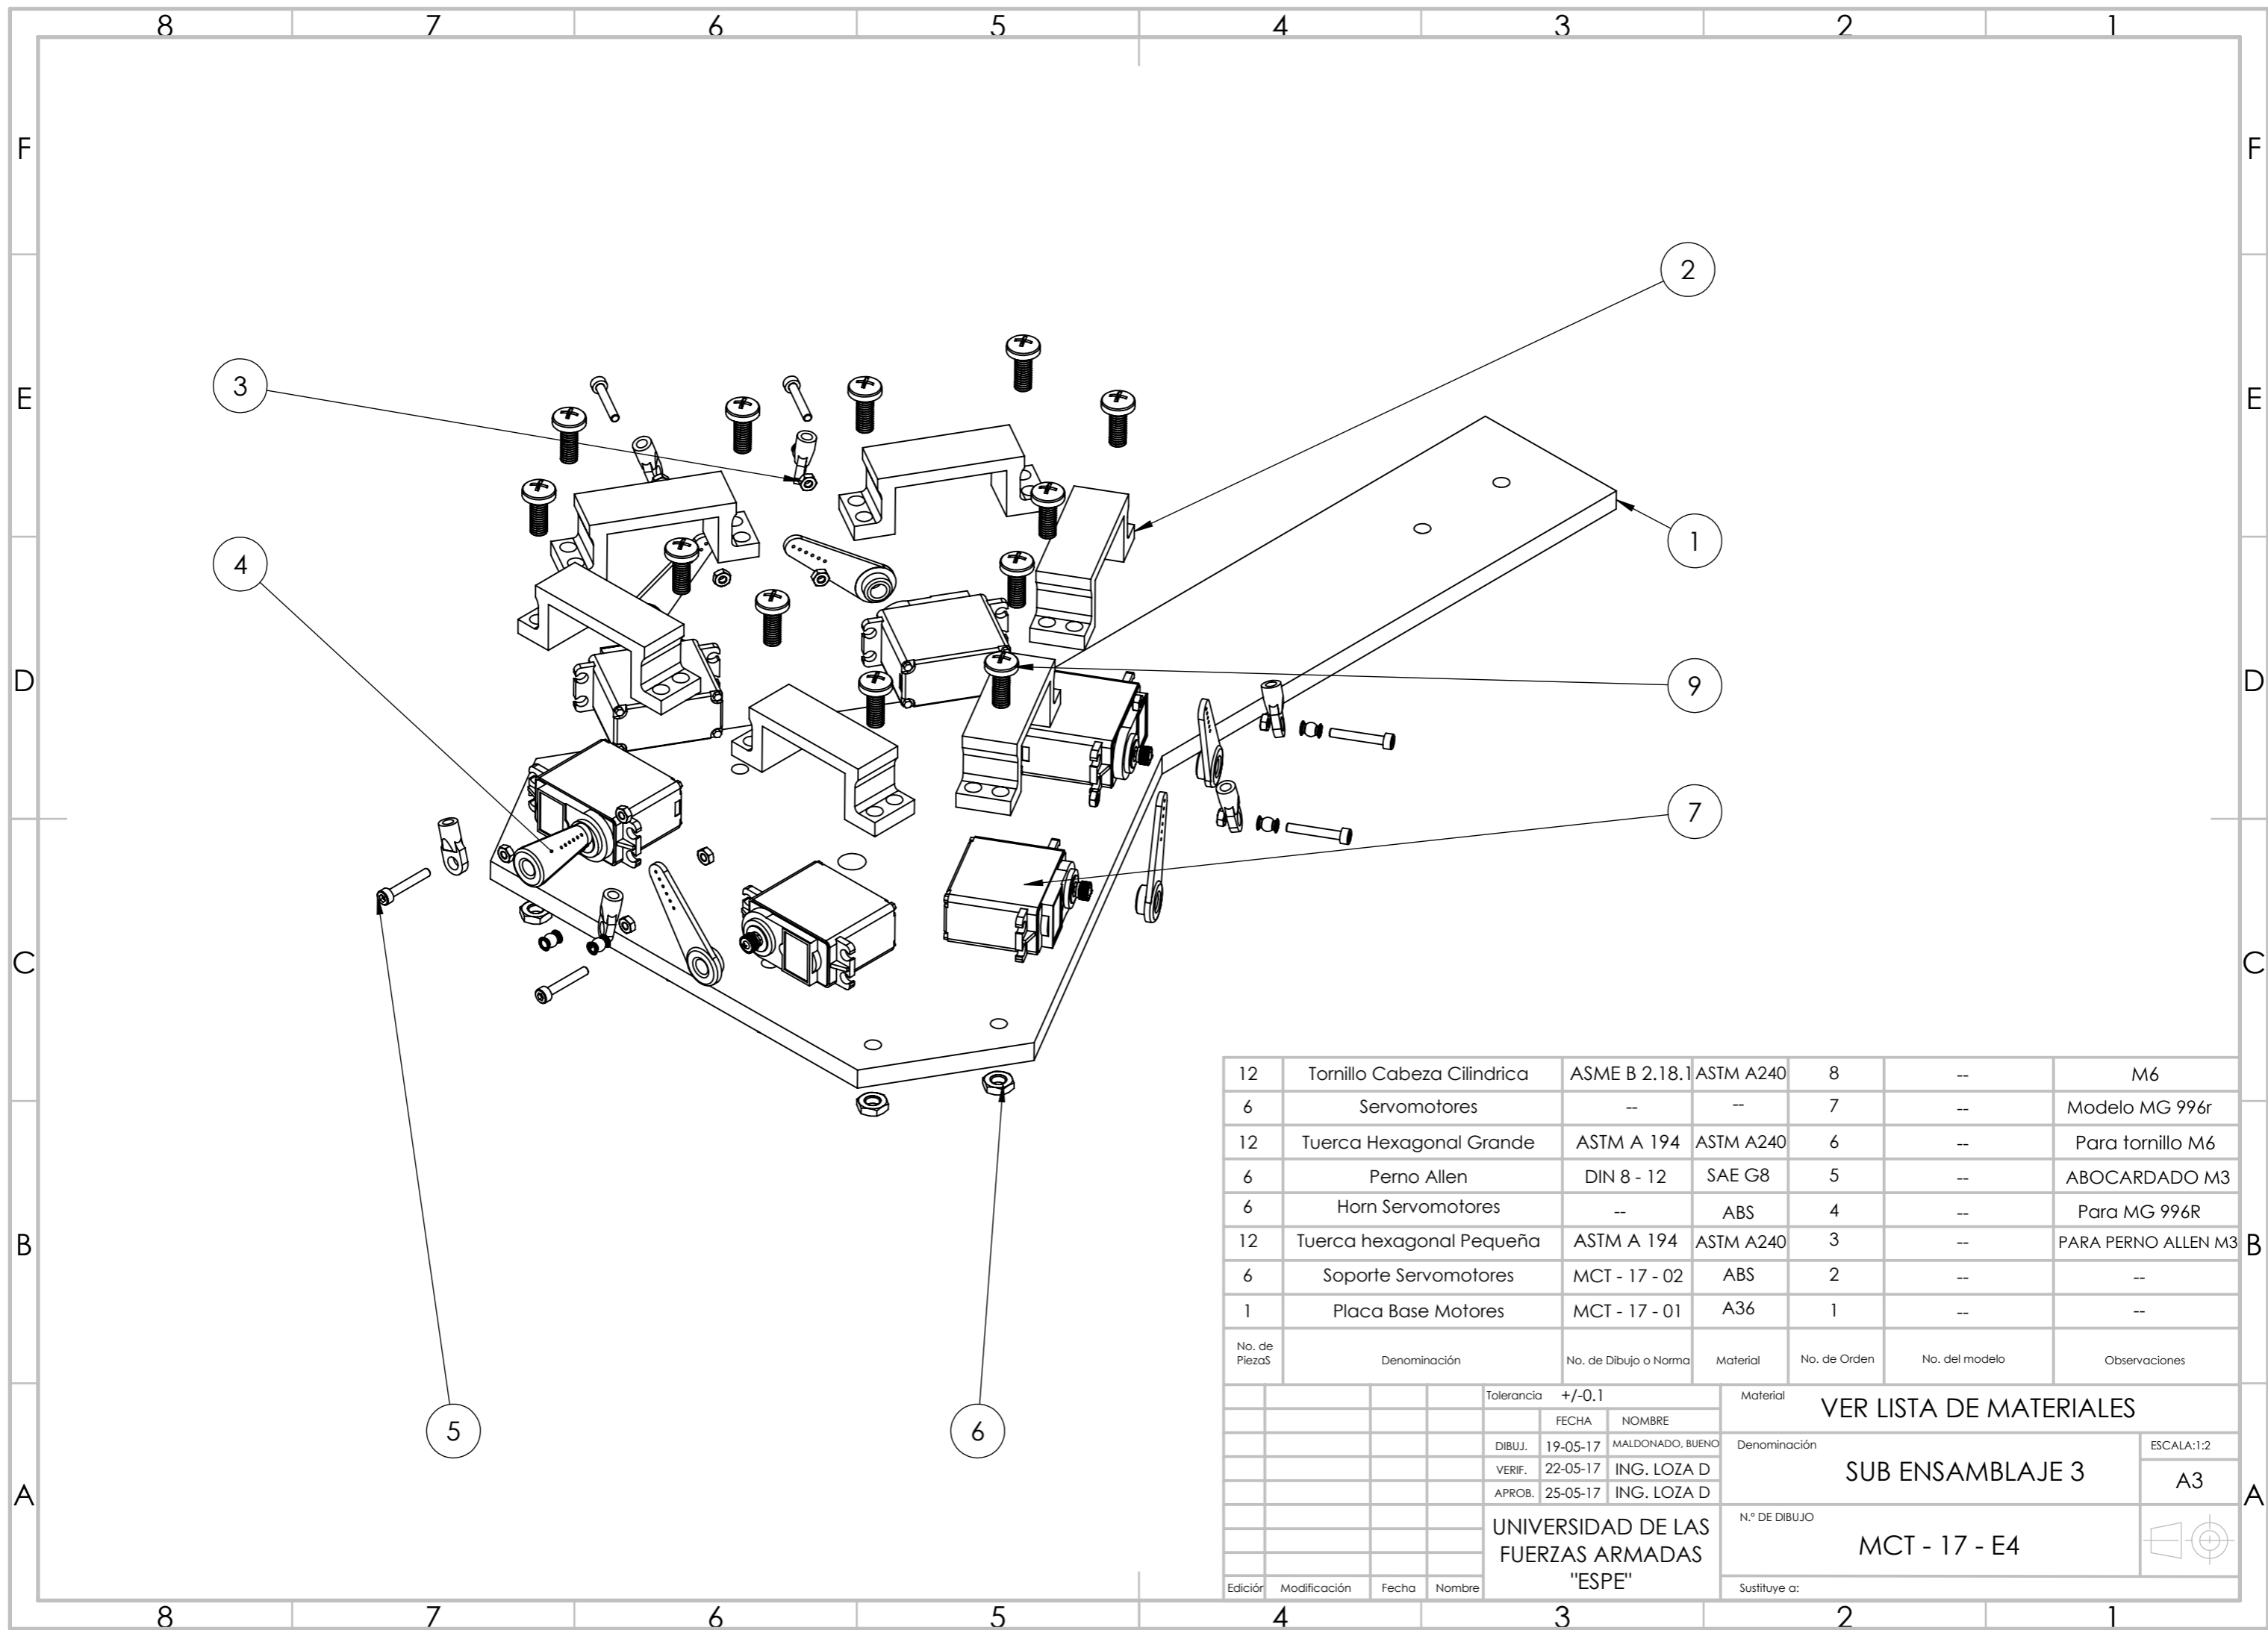 8 7 6 5 4 3 2 1
F F
E E
D D
C C
B B
A A
2
3
1
4
9
7
5
6
12 Tornillo Cabeza Cilindrica ASME B 2.18.1 ASTM A240 8 -- M6
6 Servomotores -- -- 7 -- Modelo MG 996r
12 Tuerca Hexagonal Grande ASTM A 194 ASTM A240 6 -- Para tornillo M6
6 Perno Allen DIN 8 - 12 SAE G8 5 -- ABOCARDADO M3
6 Horn Servomotores -- ABS 4 -- Para MG 996R
12 Tuerca hexagonal Pequeña ASTM A 194 ASTM A240 3 -- PARA PERNO ALLEN M3
6 Soporte Servomotores MCT - 17 - 02 ABS 2 -- --
1 Placa Base Motores MCT - 17 - 01 A36 1 -- --
No. de
PiezaS Denominación No. de Dibujo o Norma Material No. de Orden No. del modelo Observaciones
Tolerancia +/-0.1
FECHA NOMBRE
DIBUJ. 19-05-17 MALDONADO, BUENO
VERIF. 22-05-17 ING. LOZA D
APROB. 25-05-17 ING. LOZA D
Material VER LISTA DE MATERIALES
Denominación
SUB ENSAMBLAJE 3
ESCALA:1:2
A3
UNIVERSIDAD DE LAS
FUERZAS ARMADAS
"ESPE"
N.º DE DIBUJO
MCT - 17 - E4
Edición Modificación Fecha Nombre
Sustituye a:
8 7 6 5 4 3 2 1